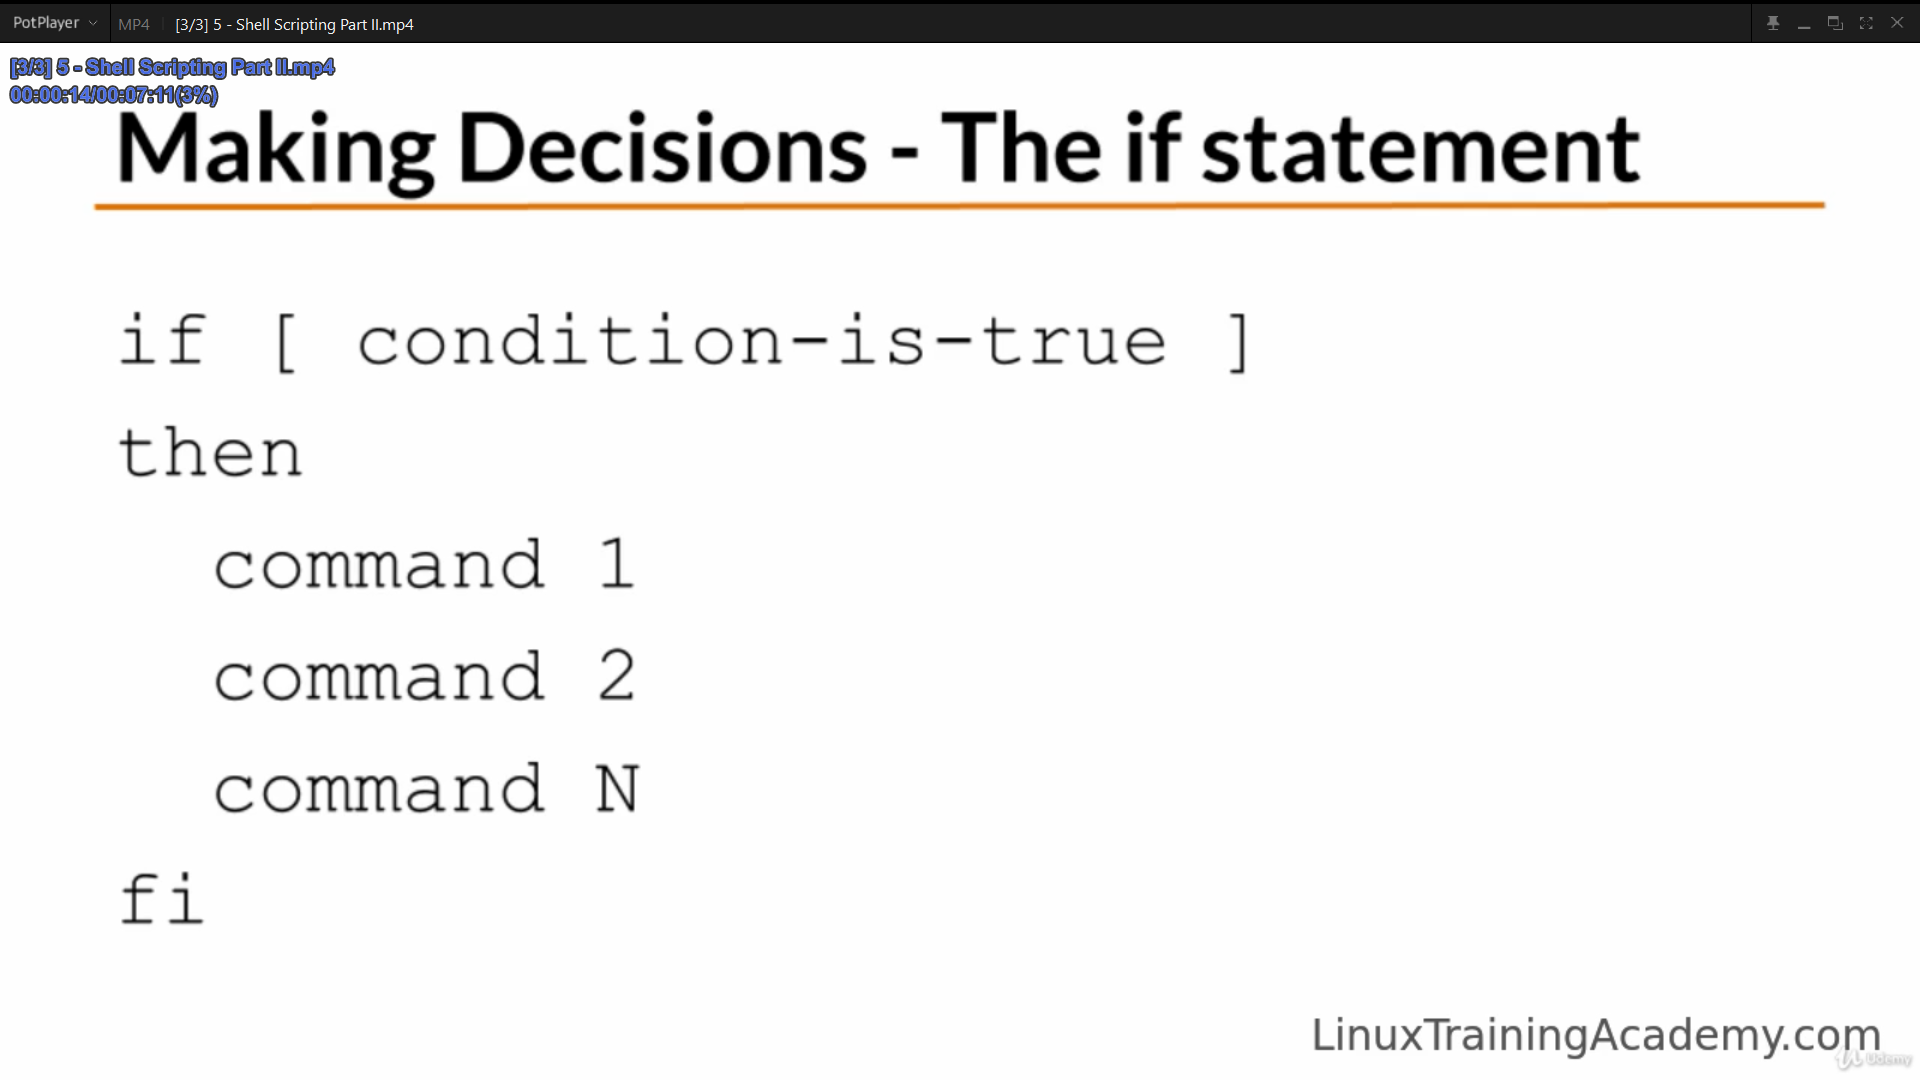 PotPlayer MP4 [3/3] 5 - Shell Scripting Part II.mp4
[3/3] 5 - Shell Scripting Part II.mp4
00:00:14/00:07:11(3%)
Making Decisions - The if statement
if [ condition-is-true ]
then
command 1
command 2
command N
fi
LinuxTrainingAcademy.com
Udemy